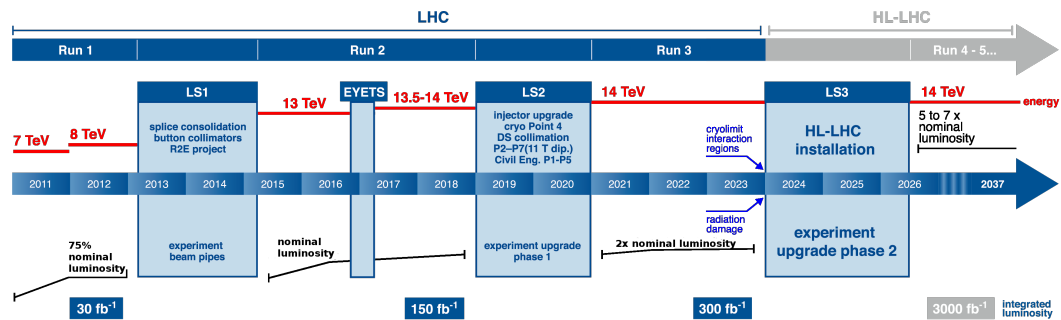 LHC
HL-LHC
Run 1
Run 2
Run 3
Run 4 - 5...
LS1
EYETS
LS2
LS3
13 TeV
13.5-14 TeV
14 TeV
14 TeV
energy
7 TeV
8 TeV
splice consolidation
button collimators
R2E project
injector upgrade
cryo Point 4
DS collimation
P2-P7(11 T dip.)
Civil Eng. P1-P5
cryolimit
interaction
regions
HL-LHC
installation
5 to 7 x
nominal
luminosity
2011
2012
2013
2014
2015
2016
2017
2018
2019
2020
2021
2022
2023
2024
2025
2026
2037
radiation
damage
75%
nominal
luminosity
experiment
beam pipes
nominal
luminosity
experiment upgrade
phase 1
2x nominal luminosity
experiment
upgrade phase 2
30 fb-1
150 fb-1
300 fb-1
3000 fb-1
integrated
luminosity